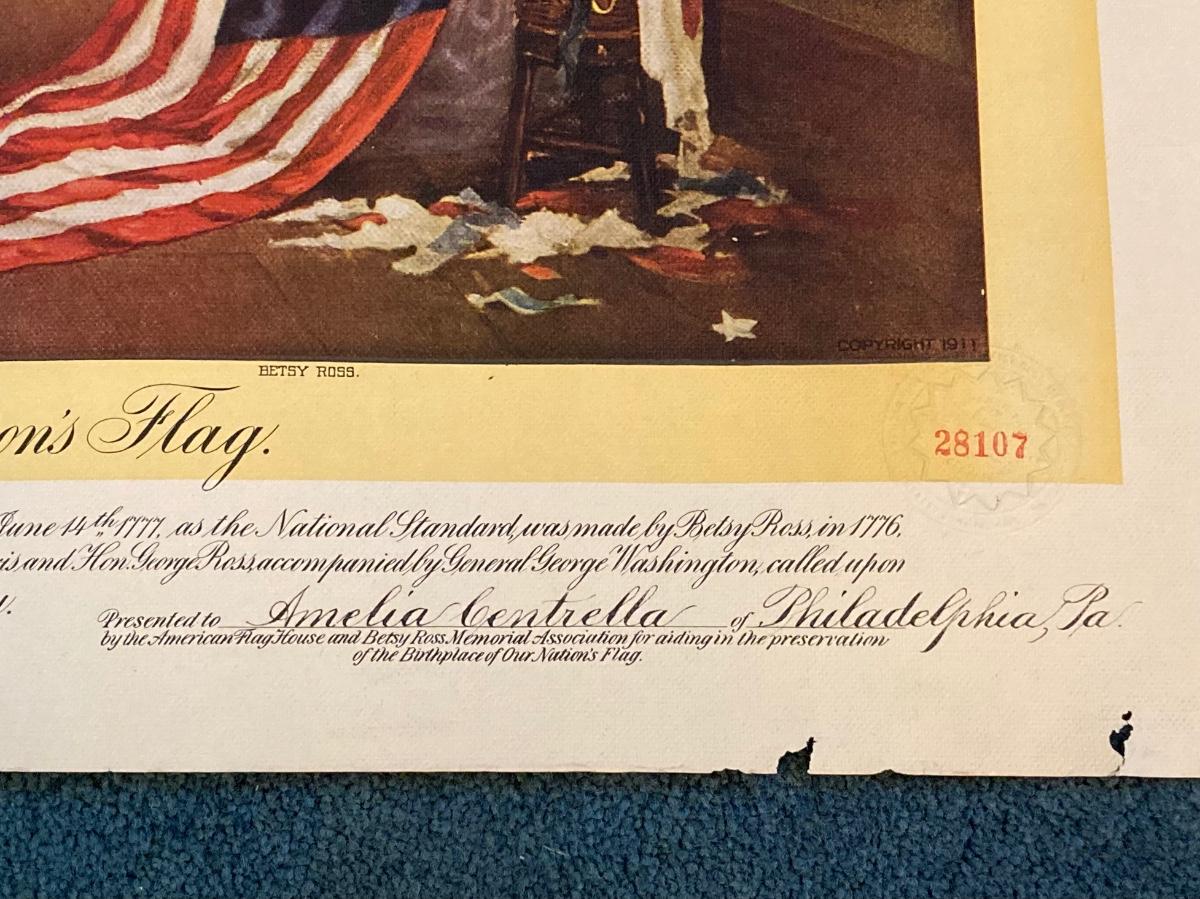 COPYRIGHT 1911
BETSY ROSS.
on's Flag.
28107
June 14th, 1777, as the National Standard, was made by Betsy Ross, in 1776,
is and Hon. George Ross, accompanied by General George Washington, called upon
Presented to Amelia Centrella of Philadelphia, Pa.
by the American Flag House and Betsy Ross Memorial Association for aiding in the preservation
of the Birthplace of Our Nation's Flag.